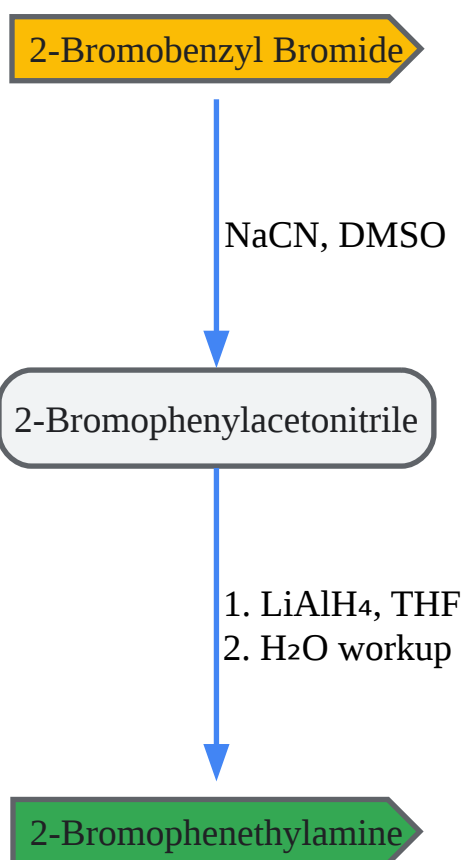 2-Bromobenzyl Bromide
NaCN, DMSO
2-Bromophenylacetonitrile
1. LiAlH₄, THF
2. H₂O workup
2-Bromophenethylamine